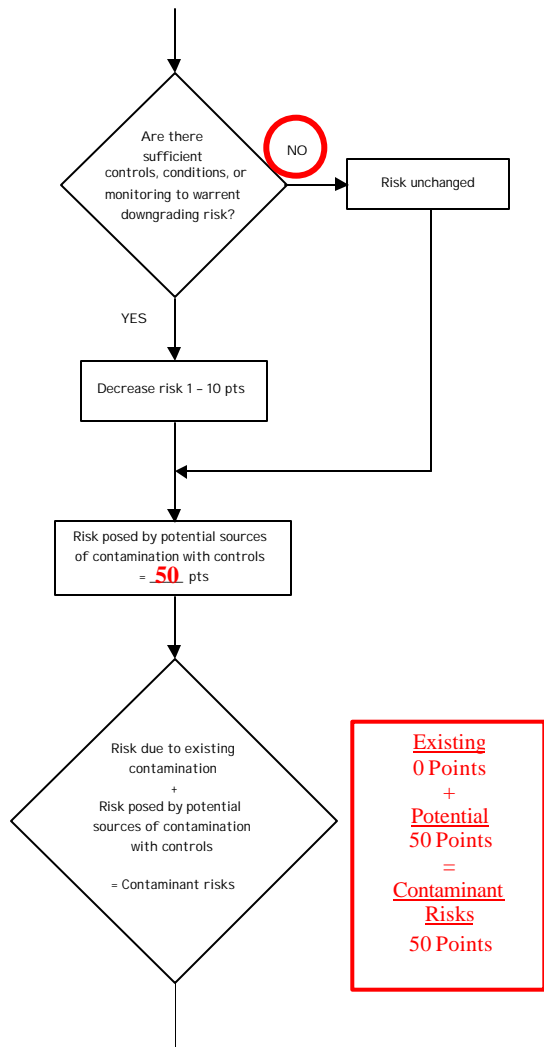 Are there
sufficient
controls, conditions, or
monitoring to warrent
downgrading risk?
NO
Risk unchanged
YES
Decrease risk 1 – 10 pts
Risk posed by potential sources
of contamination with controls
= 50 pts
Risk due to existing
contamination
+
Risk posed by potential
sources of contamination
with controls
= Contaminant risks
Existing
0 Points
+
Potential
50 Points
=
Contaminant
Risks
50 Points